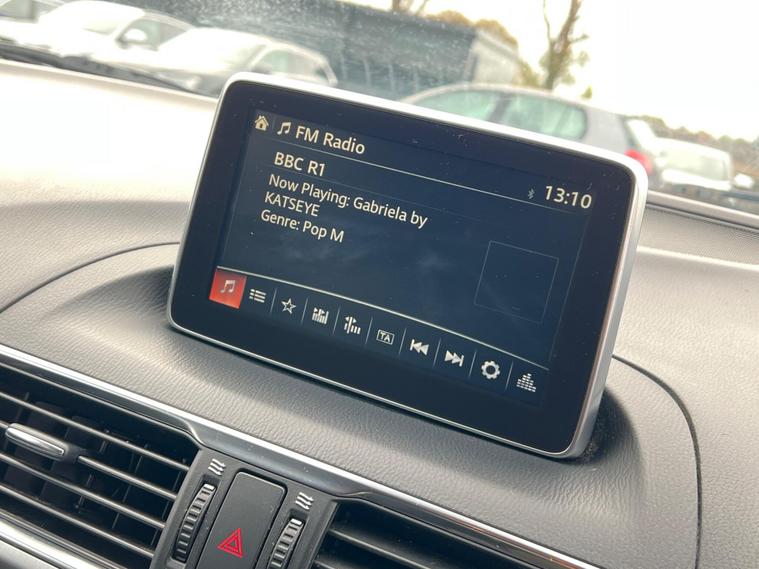 FM Radio
13:10
BBC R1
Now Playing: Gabriela by
KATSEYE
Genre: Pop M
TA